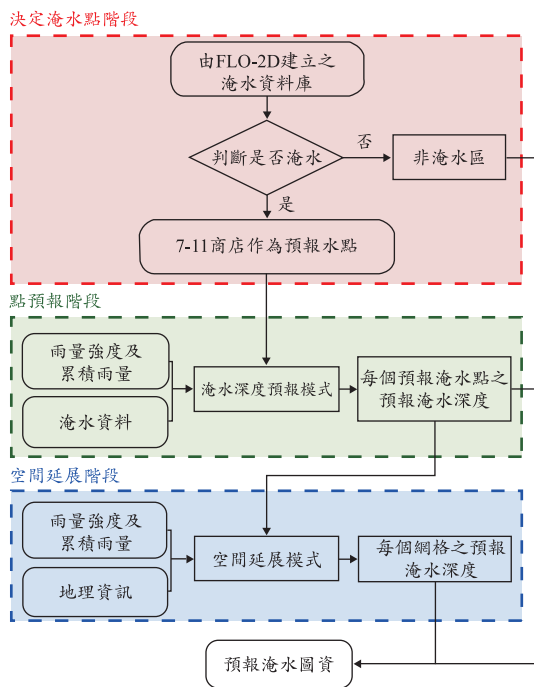 決定淹水點階段
由FLO-2D建立之
淹水資料庫
判斷是否淹水
否
非淹水區
是
7-11商店作為預報水點
點預報階段
雨量強度及
累積雨量
淹水資料
淹水深度預報模式
每個預報淹水點之
預報淹水深度
空間延展階段
雨量強度及
累積雨量
地理資訊
空間延展模式
每個網格之預報
淹水深度
預報淹水圖資